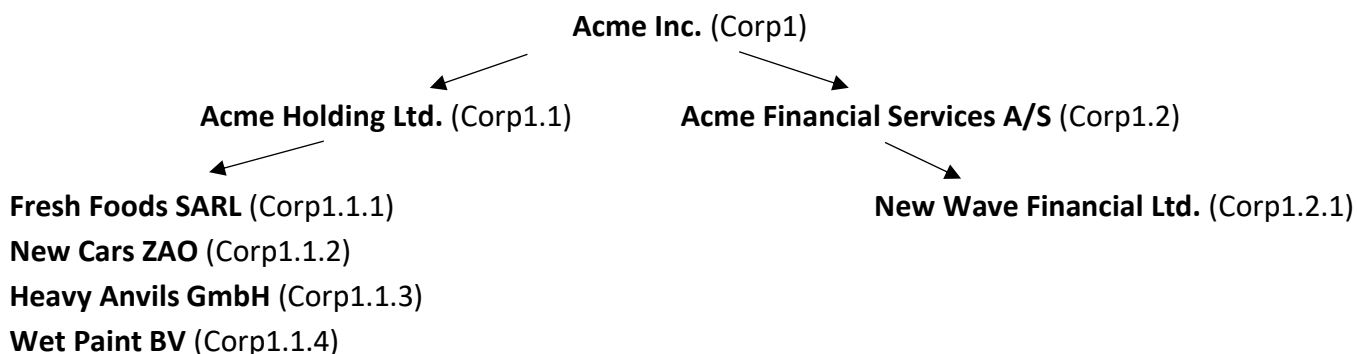 Acme Inc. (Corp1)
Acme Holding Ltd. (Corp1.1) Acme Financial Services A/S (Corp1.2)
Fresh Foods SARL (Corp1.1.1) New Wave Financial Ltd. (Corp1.2.1)
New Cars ZAO (Corp1.1.2)
Heavy Anvils GmbH (Corp1.1.3)
Wet Paint BV (Corp1.1.4)